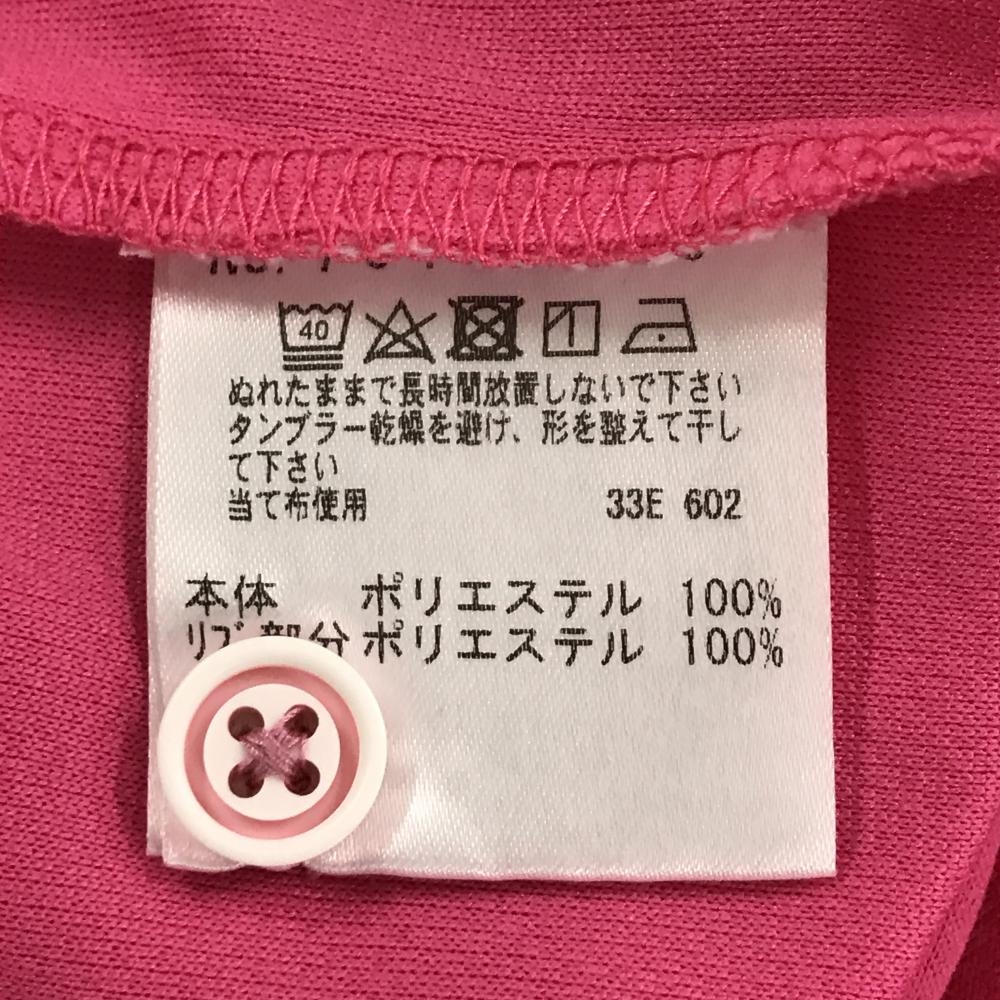 40
ぬれたままで長時間放置しないで下さい
タンブラー乾燥を避け、形を整えて干し
て下さい
当て布使用 33E 602
本体 ポリエステル 100%
リブ部分 ポリエステル 100%